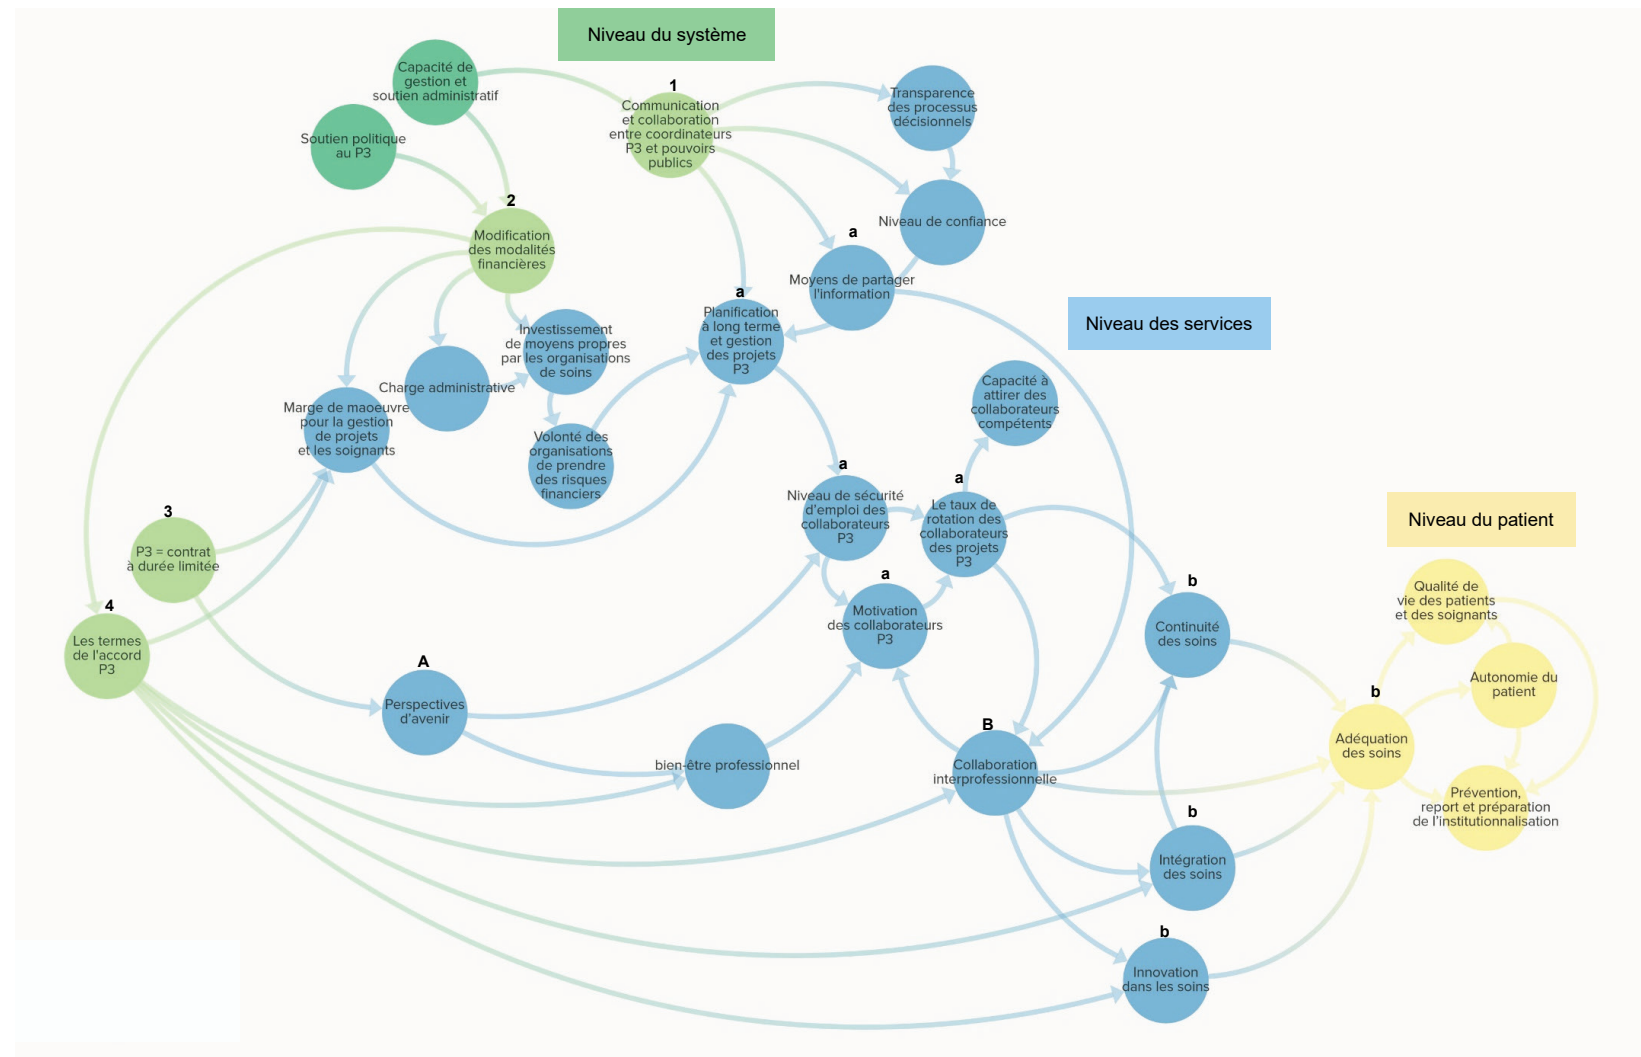 Niveau du système
Capacité de
gestion et
soutien administratif
Soutien politique
au P3
1
Communication
et collaboration
entre coordinateurs
P3 et pouvoirs
publics
Transparence
des processus
décisionnels
Niveau de confiance
2
Modification
des modalités
financières
a
Moyens de partager
l'information
a
Planification
à long terme
et gestion
des projets
P3
Niveau des services
Investissement
de moyens propres
par les organisations
de soins
Charge administrative
Marge de maoeuvre
pour la gestion
de projets
et les soignants
Volonté des
organisations
de prendre
des risques
financiers
Capacité à
attirer des
collaborateurs
compétents
a
Niveau de sécurité
d'emploi des
collaborateurs
P3
a
Le taux de
rotation des
collaborateurs
des projets
P3
Niveau du patient
3
P3 = contrat
à durée limitée
4
Les termes
de l'accord
P3
a
Motivation
des collaborateurs
P3
b
Continuité
des soins
Qualité de
vie des patients
et des soignants
Autonomie du
patient
A
Perspectives
d'avenir
b
Adéquation
des soins
bien-être professionnel
B
Collaboration
interprofessionnelle
Prévention,
report et préparation
de l'institutionnalisation
b
Intégration
des soins
b
Innovation
dans les soins